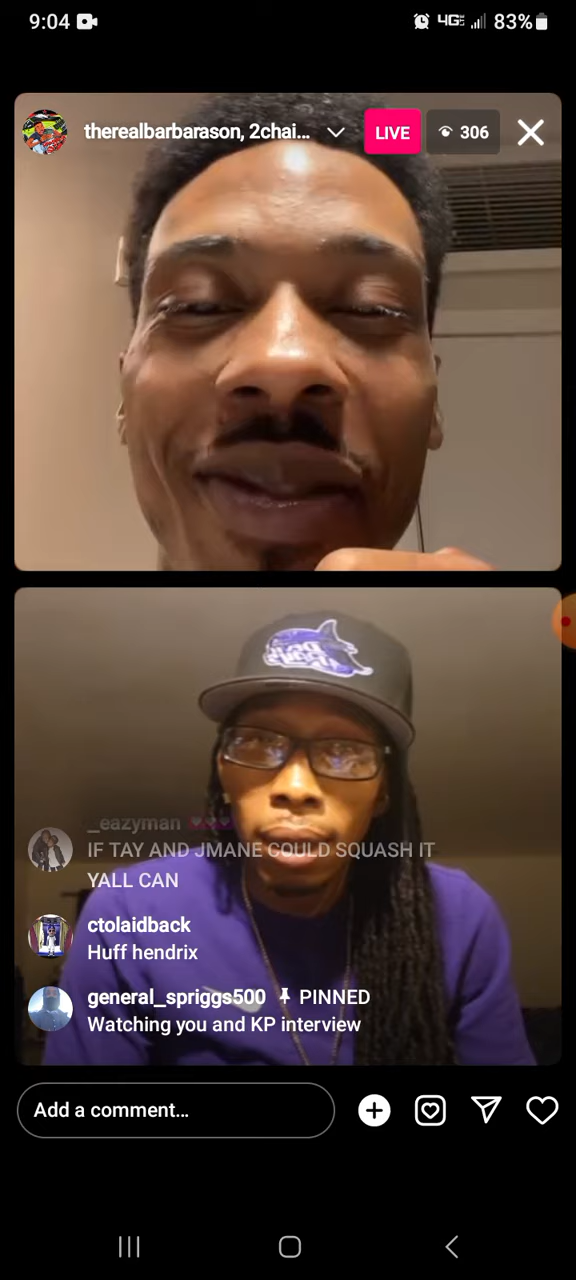 9:04
4GE 83%
therealbarbarason, 2chai...
LIVE
306
_eazyman
IF TAY AND JMANE COULD SQUASH IT
YALL CAN
ctolaidback
Huff hendrix
general_spriggs500 PINNED
Watching you and KP interview
Add a comment...